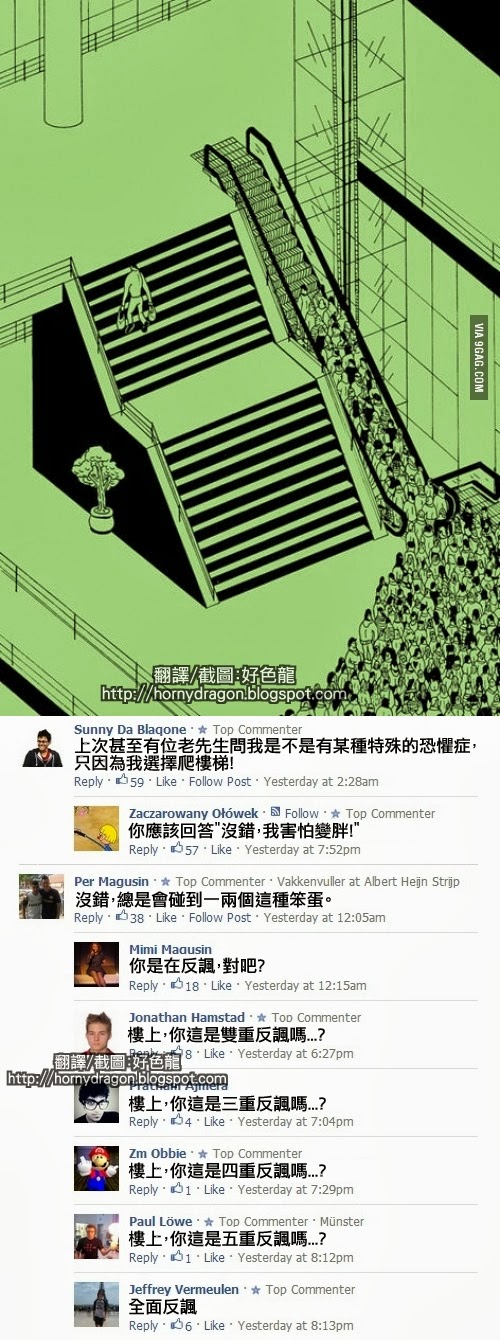 VIA 9GAG.COM
翻譯/截圖:好色龍
http://hornydragon.blogspot.com
Sunny Da Blagone · Top Commenter
上次甚至有位老先生問我是不是有某種特殊的恐懼症,
只因為我選擇爬樓梯!
Reply · 59 · Like · Follow Post · Yesterday at 2:28am
Zaczarowany Ołówek · Follow · Top Commenter
你應該回答"沒錯,我害怕變胖!"
Reply · 57 · Like · Yesterday at 7:52pm
Per Magusin · Top Commenter · Vakkenvuller at Albert Heijn Strijp
沒錯,總是會碰到一兩個這種笨蛋。
Reply · 38 · Like · Follow Post · Yesterday at 12:05am
Mimi Magusin
你是在反諷,對吧?
Reply · 18 · Like · Yesterday at 12:15am
Jonathan Hamstad · Top Commenter
樓上,你這是雙重反諷嗎...?
Reply · 8 · Like · Yesterday at 6:27pm
翻譯/截圖:好色龍
http://hornydragon.blogspot.com
Pratham Ajmera
樓上,你這是三重反諷嗎...?
Reply · 4 · Like · Yesterday at 7:04pm
Zm Obbie · Top Commenter
樓上,你這是四重反諷嗎...?
Reply · 1 · Like · Yesterday at 7:29pm
Paul Löwe · Top Commenter · Münster
樓上,你這是五重反諷嗎...?
Reply · 1 · Like · Yesterday at 8:12pm
Jeffrey Vermeulen · Top Commenter
全面反諷
Reply · 6 · Like · Yesterday at 8:13pm